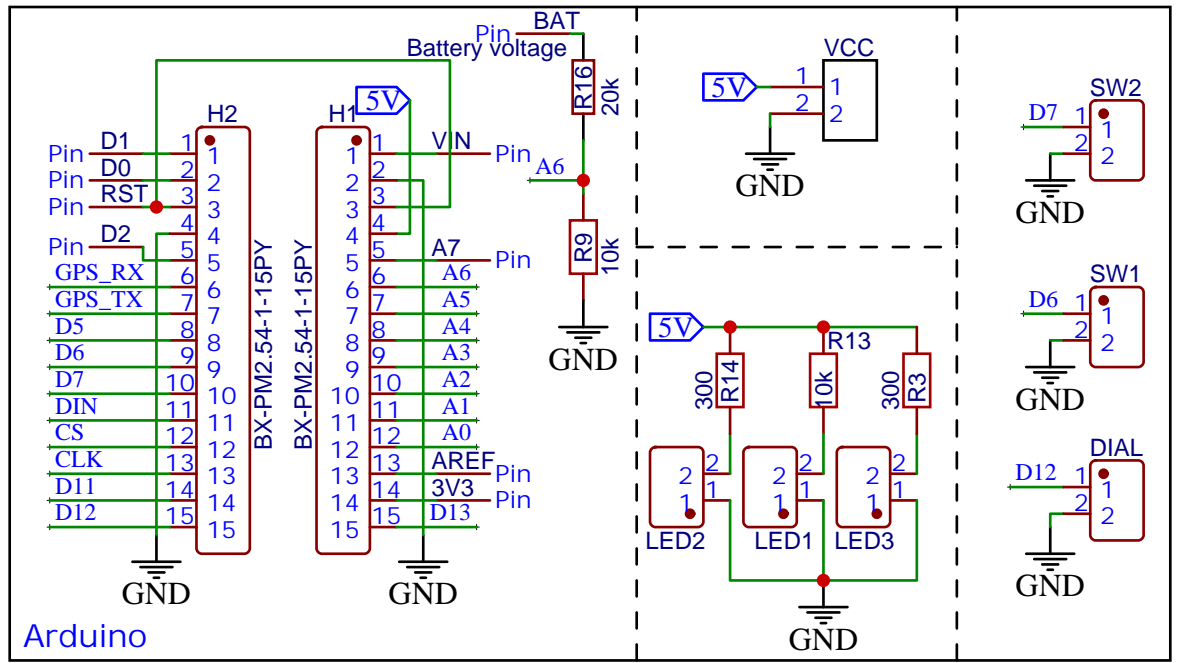 BAT
Pin
Battery voltage
R16
20k
A6
R9
10k
GND
5V
H2
H1
BX-PM2.54-1-15PY
BX-PM2.54-1-15PY
Pin D1 1 1
Pin D0 2 2
Pin RST 3 3
4 4
Pin D2 5 5
GPS_RX 6 6
GPS_TX 7 7
D5 8 8
D6 9 9
D7 10 10
DIN 11 11
CS 12 12
CLK 13 13
D11 14 14
D12 15 15
GND
1 1 VIN Pin
2 2
3 3
4 4
5 5 A7 Pin
6 6 A6
7 7 A5
8 8 A4
9 9 A3
10 10 A2
11 11 A1
12 12 A0
13 13 AREF Pin
14 14 3V3 Pin
15 15 D13
GND
Arduino
VCC
5V 1 1
2 2
GND
5V
300 R14
R13
10k
300 R3
2 2
1 1
LED2
2 2
1 1
LED1
2 2
1 1
LED3
GND
SW2
D7 1 1
2 2
GND
SW1
D6 1 1
2 2
GND
DIAL
D12 1 1
2 2
GND